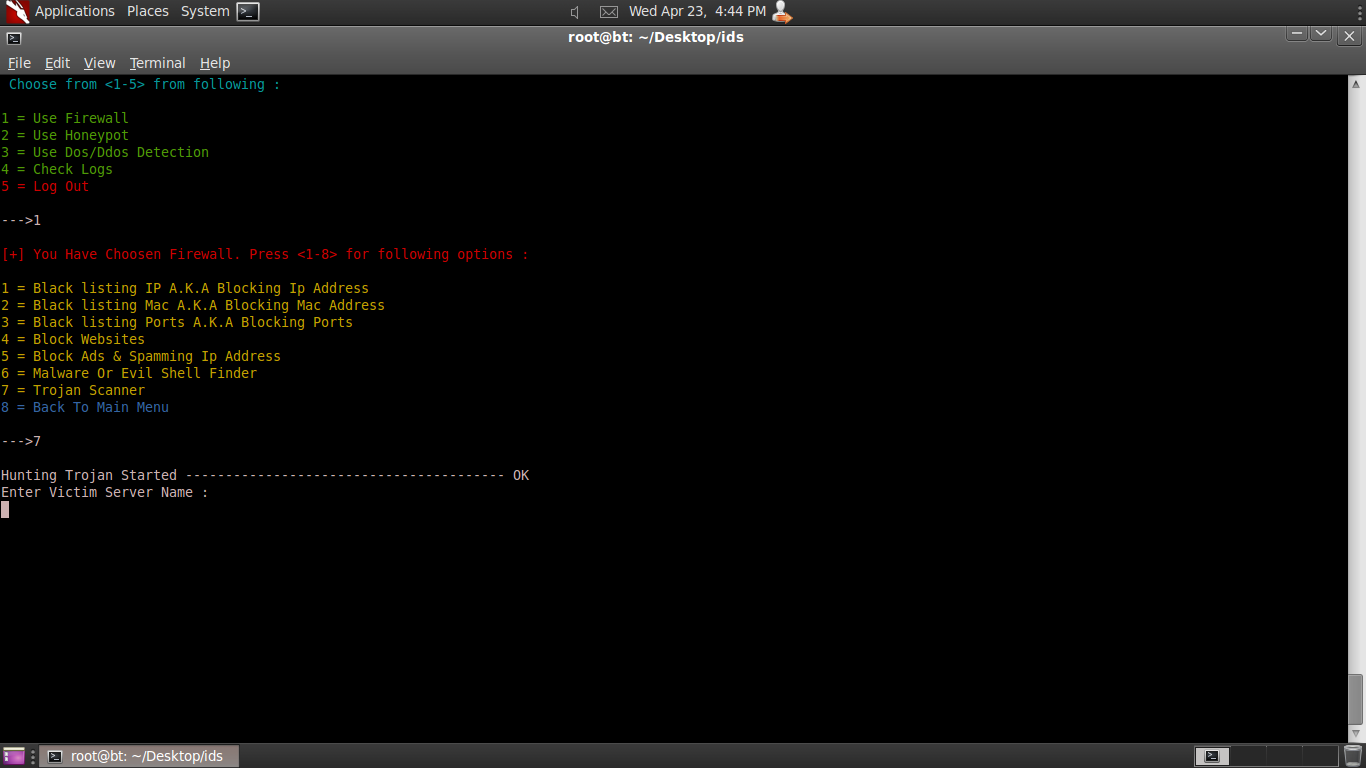 Applications Places System Wed Apr 23, 4:44 PM
root@bt: ~/Desktop/ids
File Edit View Terminal Help
Choose from <1-5> from following :
1 = Use Firewall
2 = Use Honeypot
3 = Use Dos/Ddos Detection
4 = Check Logs
5 = Log Out
--->1
[+] You Have Choosen Firewall. Press <1-8> for following options :
1 = Black listing IP A.K.A Blocking Ip Address
2 = Black listing Mac A.K.A Blocking Mac Address
3 = Black listing Ports A.K.A Blocking Ports
4 = Block Websites
5 = Block Ads & Spamming Ip Address
6 = Malware Or Evil Shell Finder
7 = Trojan Scanner
8 = Back To Main Menu
--->7
Hunting Trojan Started ---------------------------------------- OK
Enter Victim Server Name :
root@bt: ~/Desktop/ids